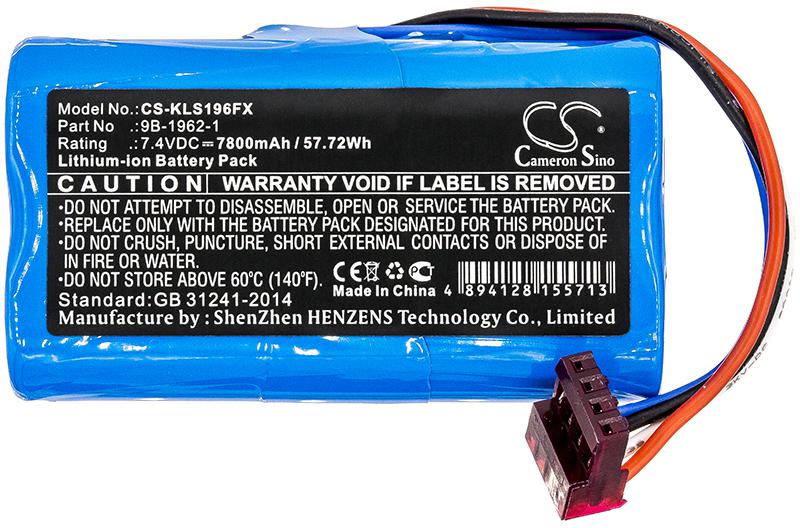 Model No.: CS-KLS196FX
Part No : 9B-1962-1
Rating : 7.4VDC⎓7800mAh / 57.72Wh
Lithium-ion Battery Pack
CS
Cameron Sino
CAUTION WARRANTY VOID IF LABEL IS REMOVED
•DO NOT ATTEMPT TO DISASSEMBLE, OPEN OR SERVICE THE BATTERY PACK.
•REPLACE ONLY WITH THE BATTERY PACK DESIGNATED FOR THIS PRODUCT.
•DO NOT CRUSH, PUNCTURE, SHORT EXTERNAL CONTACTS OR DISPOSE OF
IN FIRE OR WATER.
•DO NOT STORE ABOVE 60°C (140°F).
CE
Made In China
4 894128 155713
Standard:GB 31241-2014
Manufacture by : ShenZhen HENZENS Technology Co., Limited